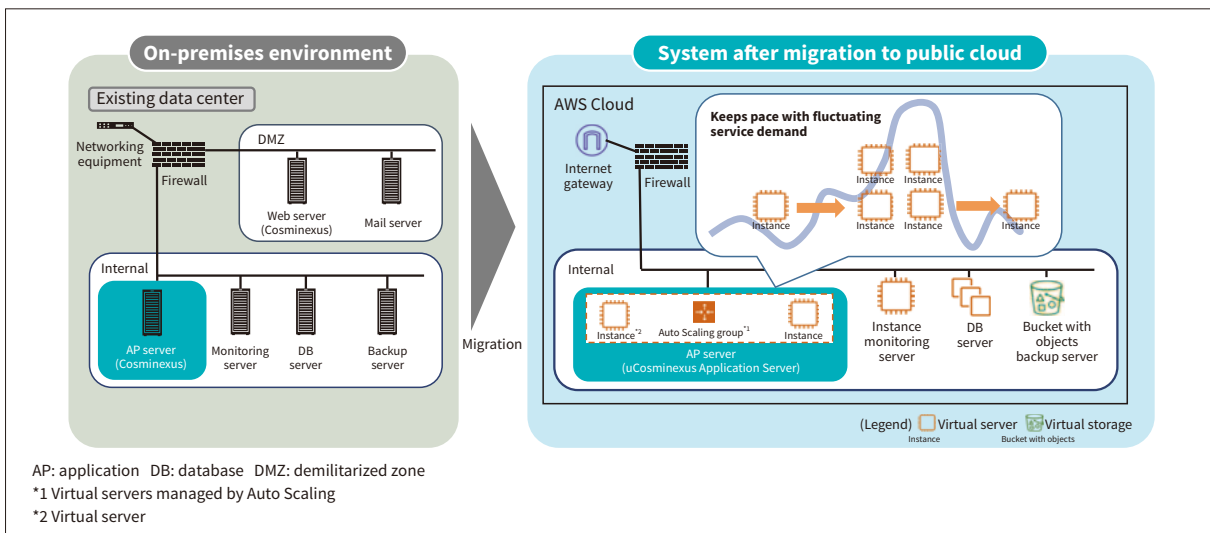 On-premises environment
Existing data center
Networking
equipment
Firewall
DMZ
Web server
(Cosminexus)
Mail server
Internal
AP server
(Cosminexus)
Monitoring
server
DB
server
Backup
server
Migration
System after migration to public cloud
AWS Cloud
Internet
gateway
Firewall
Keeps pace with fluctuating
service demand
Instance
Instance
Instance
Instance
Instance
Instance
Internal
Instance*2
Auto Scaling group*1
Instance
AP server
(uCosminexus Application Server)
Instance
monitoring
server
DB
server
Bucket with
objects
backup server
(Legend) Virtual server Virtual storage
Instance
Bucket with objects
AP: application DB: database DMZ: demilitarized zone
*1 Virtual servers managed by Auto Scaling
*2 Virtual server